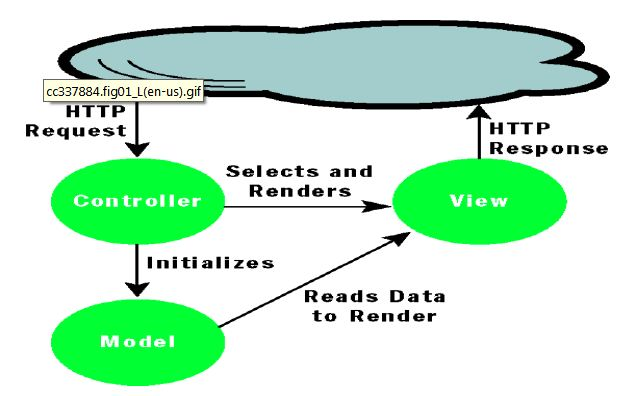 cc337884.fig01_L(en-us).gif
HTTP
Request
HTTP
Response
Selects and
Renders
Controller
View
Initializes
Reads Data
to Render
Model